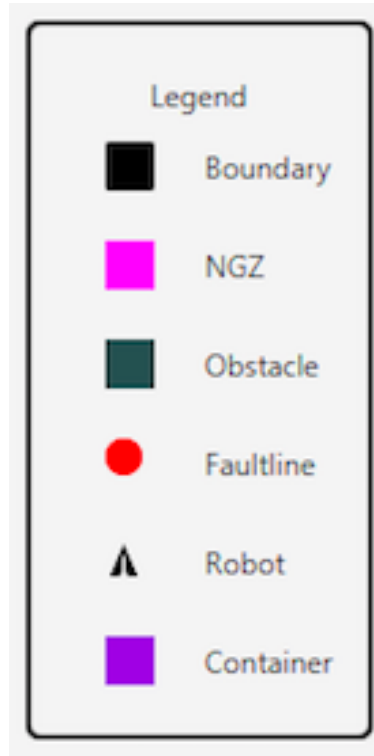 Legend
Boundary
NGZ
Obstacle
Faultline
Robot
Container